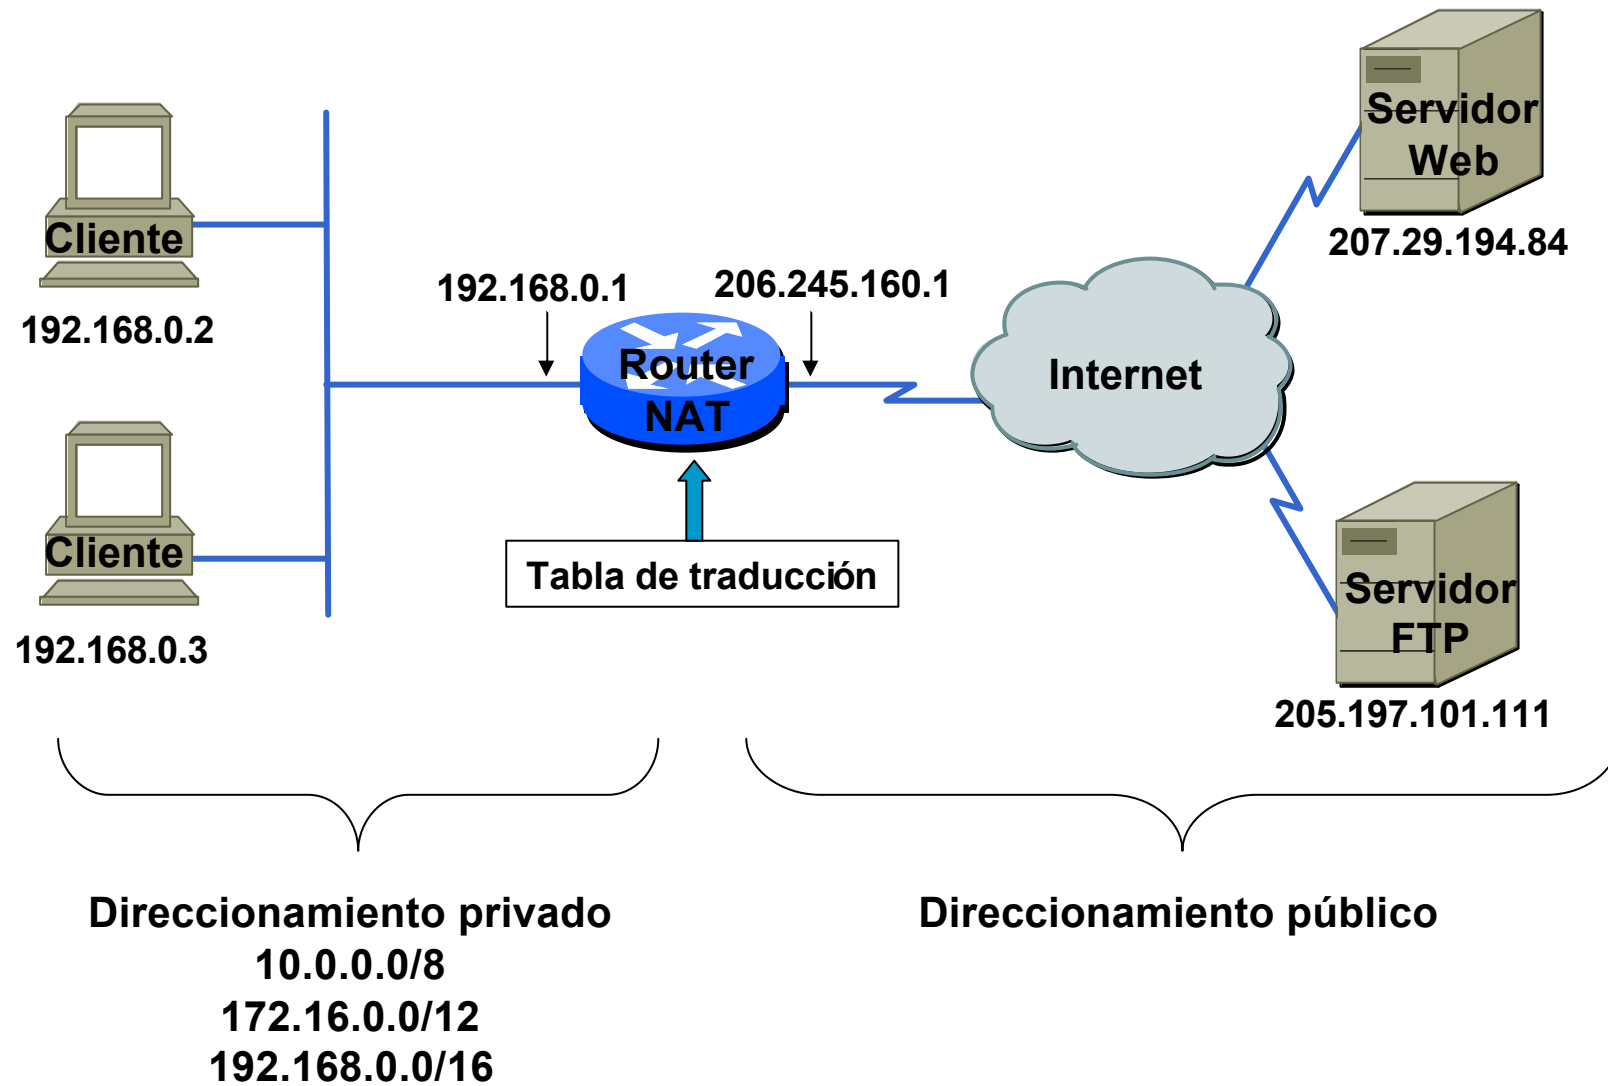 Servidor
Web
207.29.194.84
Cliente
192.168.0.2
192.168.0.1
206.245.160.1
Router
NAT
Internet
Cliente
192.168.0.3
Tabla de traducción
Servidor
FTP
205.197.101.111
Direccionamiento privado
10.0.0.0/8
172.16.0.0/12
192.168.0.0/16
Direccionamiento público